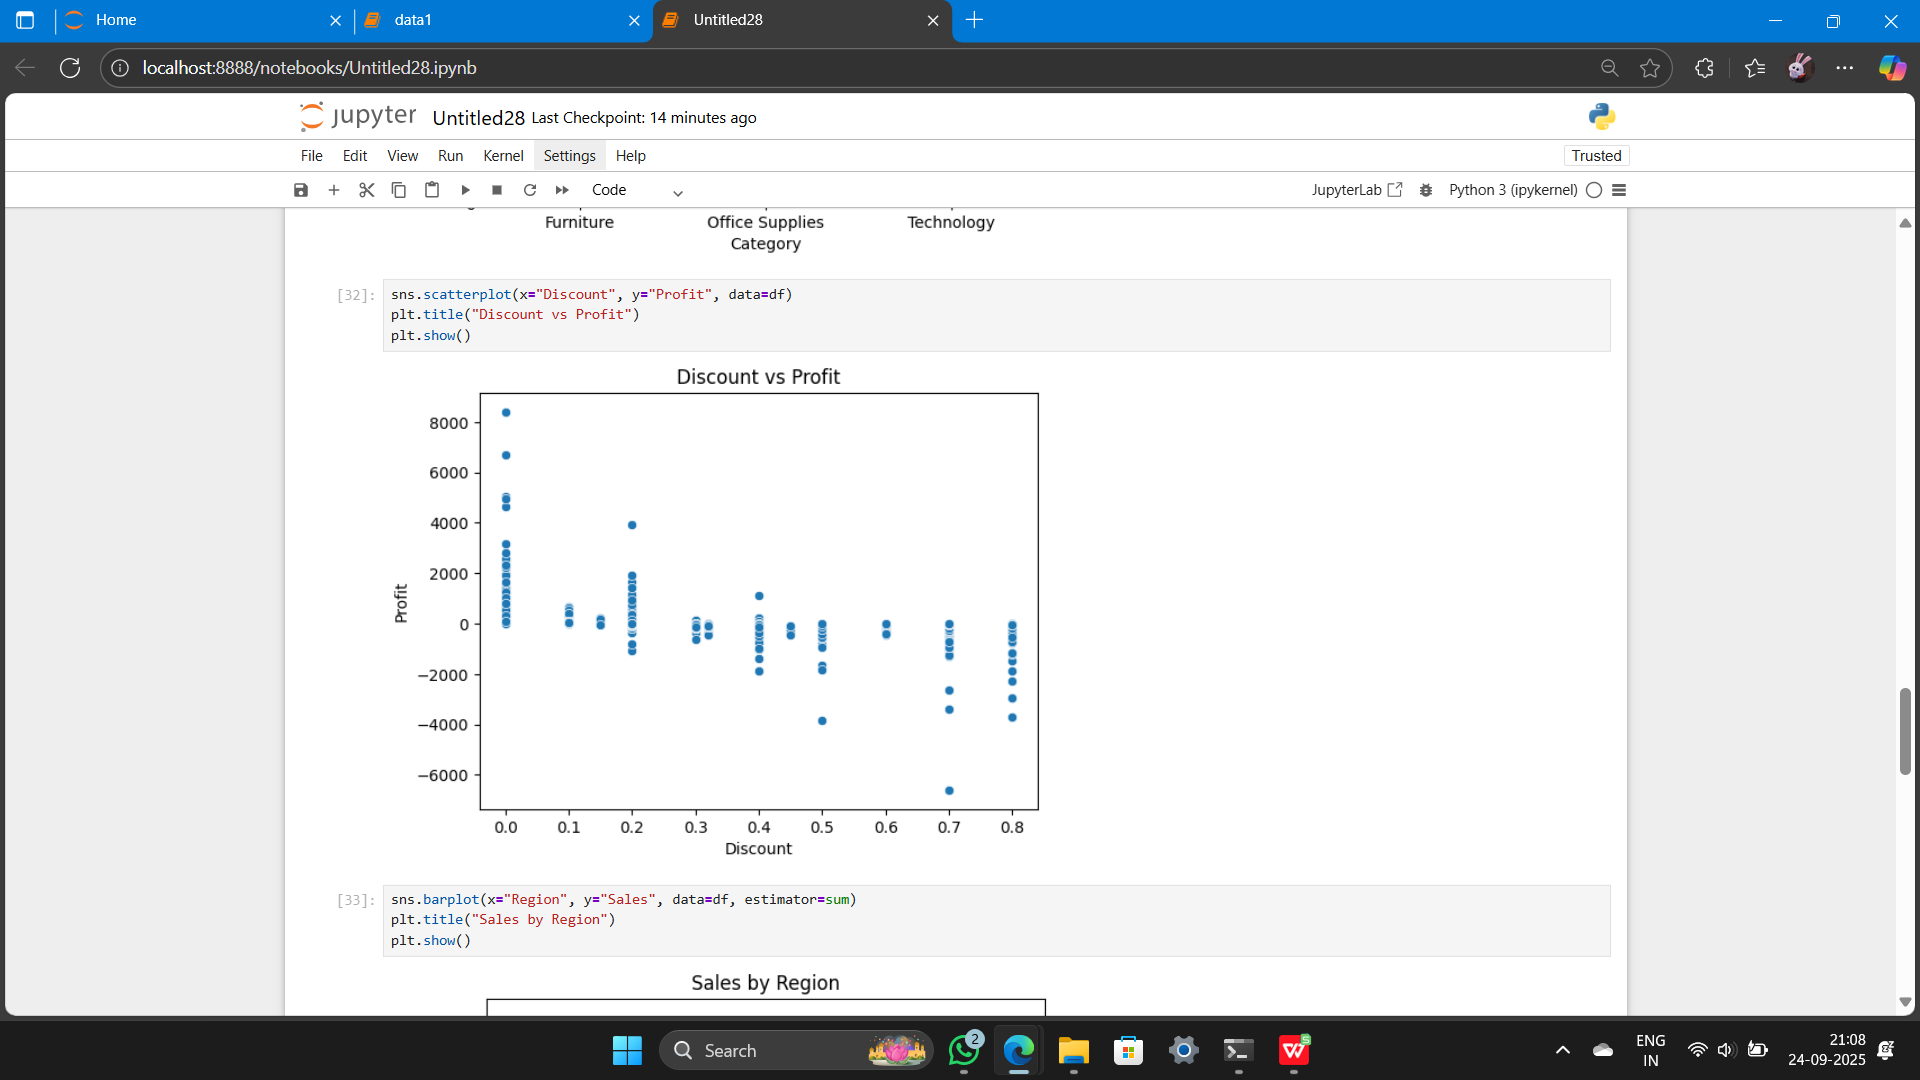 Home
data1
Untitled28
localhost:8888/notebooks/Untitled28.ipynb
jupyter Untitled28 Last Checkpoint: 14 minutes ago
File Edit View Run Kernel Settings Help Trusted
Code JupyterLab Python 3 (ipykernel)
Furniture Office Supplies Technology
Category
[32]: sns.scatterplot(x="Discount", y="Profit", data=df)
plt.title("Discount vs Profit")
plt.show()
Discount vs Profit
8000
6000
4000
2000
0
−2000
−4000
−6000
Profit
0.0 0.1 0.2 0.3 0.4 0.5 0.6 0.7 0.8
Discount
[33]: sns.barplot(x="Region", y="Sales", data=df, estimator=sum)
plt.title("Sales by Region")
plt.show()
Sales by Region
Search
2
W
S
ENG
IN
21:08
24-09-2025